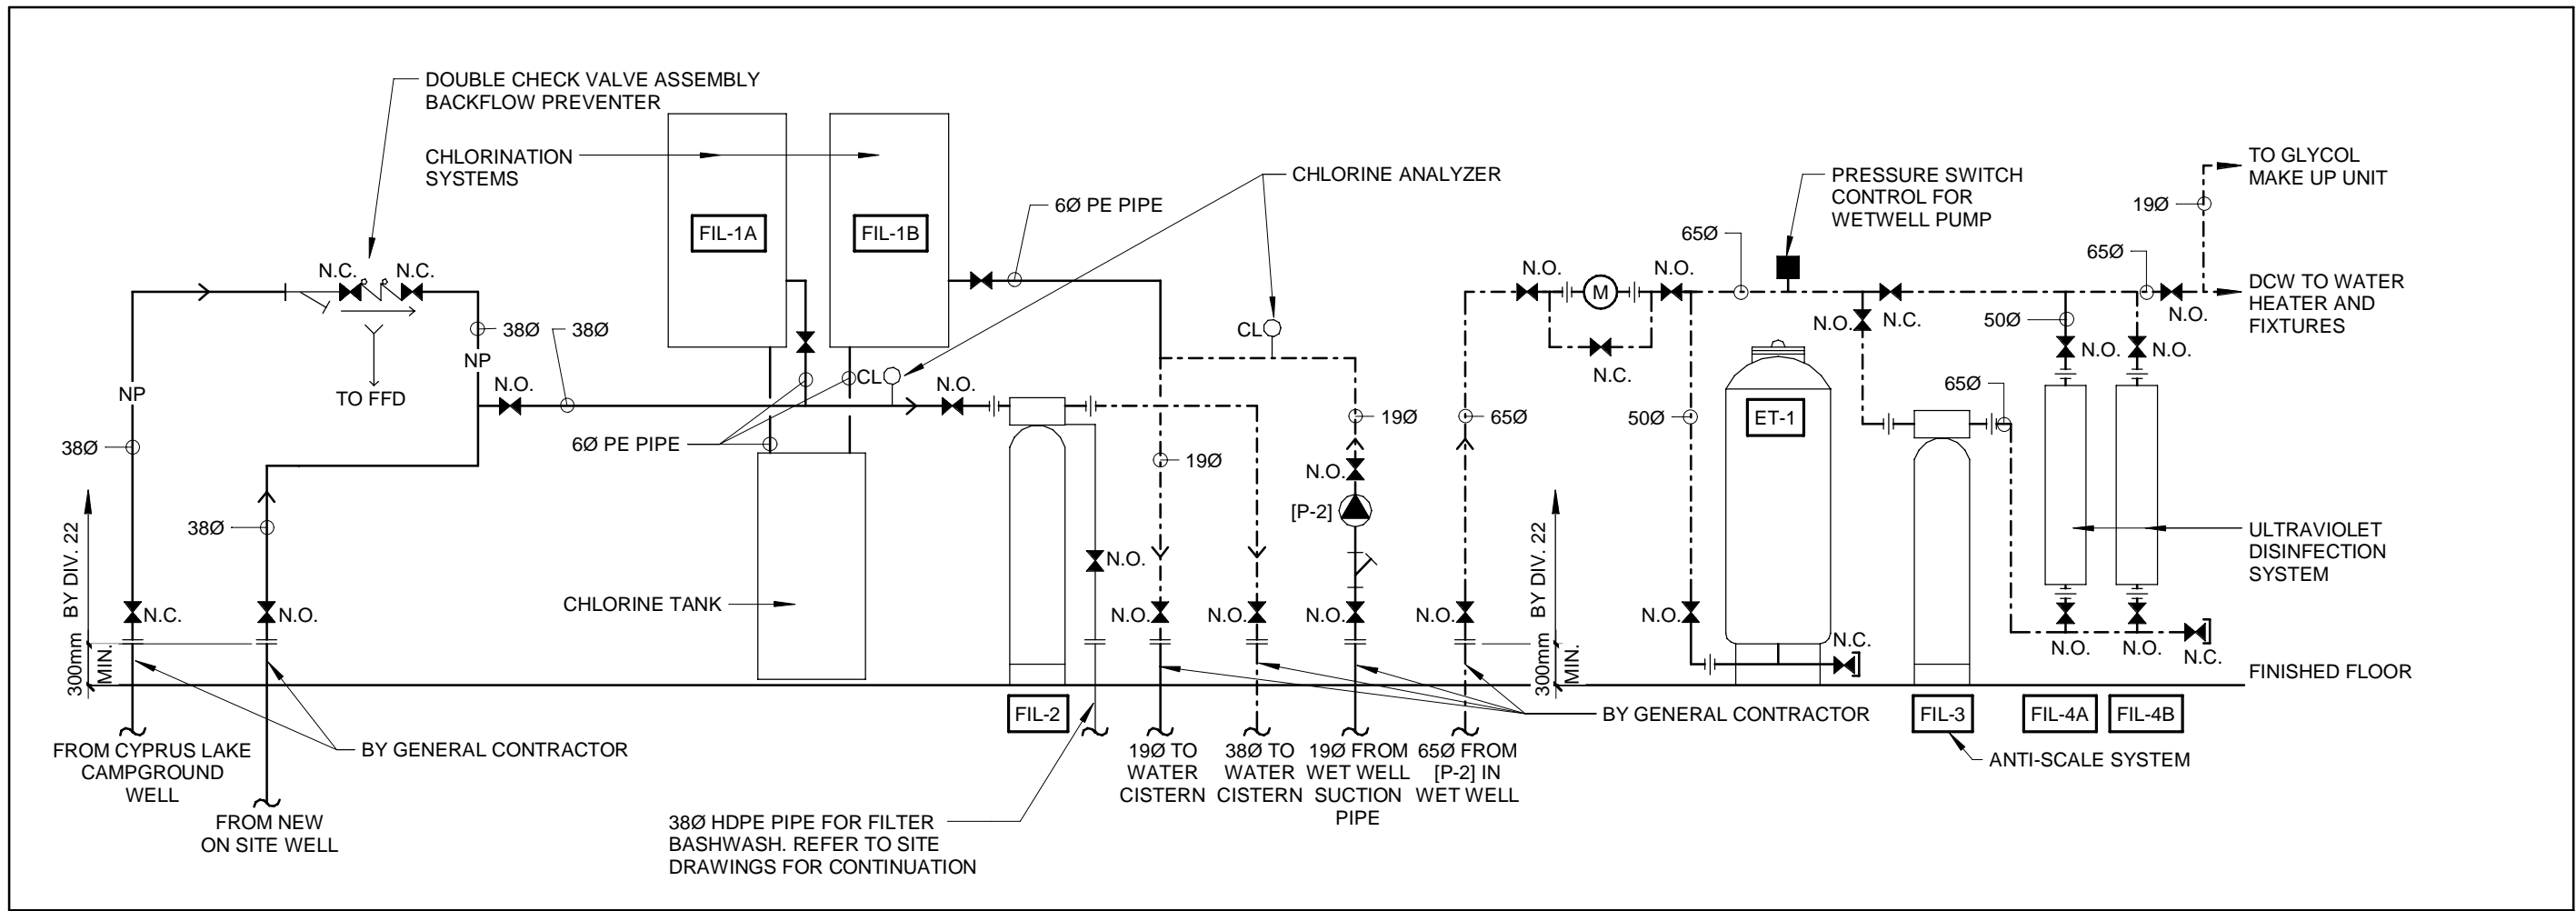 DOUBLE CHECK VALVE ASSEMBLY
BACKFLOW PREVENTER
CHLORINATION
SYSTEMS
FIL-1A
FIL-1B
6Ø PE PIPE
CHLORINE ANALYZER
CL
PRESSURE SWITCH
CONTROL FOR
WETWELL PUMP
TO GLYCOL
MAKE UP UNIT
19Ø
65Ø
65Ø
DCW TO WATER
HEATER AND
FIXTURES
N.O.
N.C.
N.C.
38Ø
38Ø
NP
NP
TO FFD
N.O.
CL
N.O.
38Ø
6Ø PE PIPE
38Ø
BY DIV. 22
300mm
MIN.
N.C.
N.O.
CHLORINE TANK
N.O.
19Ø
19Ø
N.O.
[P-2]
N.O.
N.O.
N.O.
N.O.
65Ø
N.O.
M
N.O.
N.C.
50Ø
N.O.
ET-1
N.C.
N.O.
N.C.
65Ø
50Ø
N.O.
N.O.
N.O.
N.O.
N.C.
BY DIV. 22
300mm
MIN.
ULTRAVIOLET
DISINFECTION
SYSTEM
FINISHED FLOOR
FIL-2
FIL-3
FIL-4A
FIL-4B
ANTI-SCALE SYSTEM
BY GENERAL CONTRACTOR
BY GENERAL CONTRACTOR
FROM CYPRUS LAKE
CAMPGROUND
WELL
FROM NEW
ON SITE WELL
38Ø HDPE PIPE FOR FILTER
BASHWASH. REFER TO SITE
DRAWINGS FOR CONTINUATION
19Ø TO
WATER
CISTERN
38Ø TO
WATER
CISTERN
19Ø FROM
WET WELL
SUCTION
PIPE
65Ø FROM
[P-2] IN
WET WELL